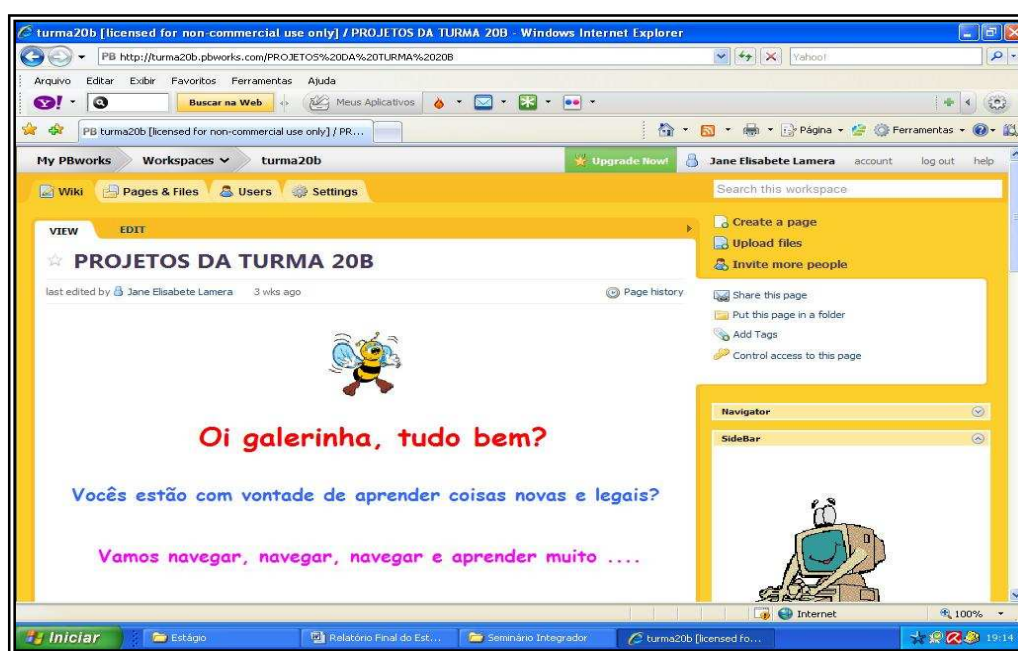 turma20b [licensed for non-commercial use only] / PROJETOS DA TURMA 20B - Windows Internet Explorer
PB http://turma20b.pbworks.com/PROJETOS%20DA%20TURMA%2020B
Yahoo!
Arquivo Editar Exibir Favoritos Ferramentas Ajuda
Buscar na Web Meus Aplicativos
PB turma20b [licensed for non-commercial use only] / PR...
Página Ferramentas
My PBworks Workspaces turma20b Upgrade Now! Jane Elisabete Lamera account log out help
Wiki Pages & Files Users Settings Search this workspace
VIEW EDIT
Create a page
Upload files
Invite more people
PROJETOS DA TURMA 20B
last edited by Jane Elisabete Lamera 3 wks ago Page history
Share this page
Put this page in a folder
Add Tags
Control access to this page
Navigator
SideBar
Oi galerinha, tudo bem?
Vocês estão com vontade de aprender coisas novas e legais?
Vamos navegar, navegar, navegar e aprender muito ....
Internet 100%
Iniciar Estágio Relatório Final do Est... Seminário Integrador turma20b [licensed fo... 19:14